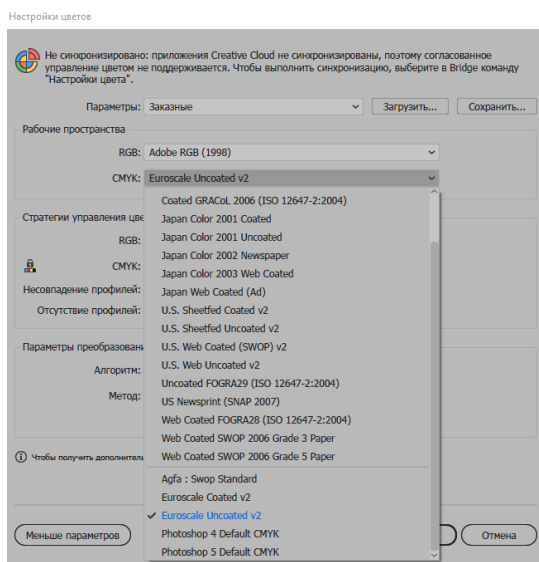 Настройки цветов
Не синхронизировано: приложения Creative Cloud не синхронизированы, поэтому согласованное
управление цветом не поддерживается. Чтобы выполнить синхронизацию, выберите в Bridge команду
"Настройки цвета".
Параметры: Заказные Загрузить... Сохранить...
Рабочие пространства
RGB: Adobe RGB (1998)
CMYK: Euroscale Uncoated v2
Coated GRACoL 2006 (ISO 12647-2:2004)
Стратегии управления цве Japan Color 2001 Coated
RGB: Japan Color 2001 Uncoated
Japan Color 2002 Newspaper
CMYK: Japan Color 2003 Web Coated
Несовпадение профилей: Japan Web Coated (Ad)
Отсутствие профилей: U.S. Sheetfed Coated v2
U.S. Sheetfed Uncoated v2
Параметры преобразовани U.S. Web Coated (SWOP) v2
Алгоритм: U.S. Web Uncoated v2
Uncoated FOGRA29 (ISO 12647-2:2004)
Метод: US Newsprint (SNAP 2007)
Web Coated FOGRA28 (ISO 12647-2:2004)
Web Coated SWOP 2006 Grade 3 Paper
Чтобы получить дополнитель Web Coated SWOP 2006 Grade 5 Paper
Agfa : Swop Standard
Euroscale Coated v2
Euroscale Uncoated v2
Меньше параметров Photoshop 4 Default CMYK Отмена
Photoshop 5 Default CMYK